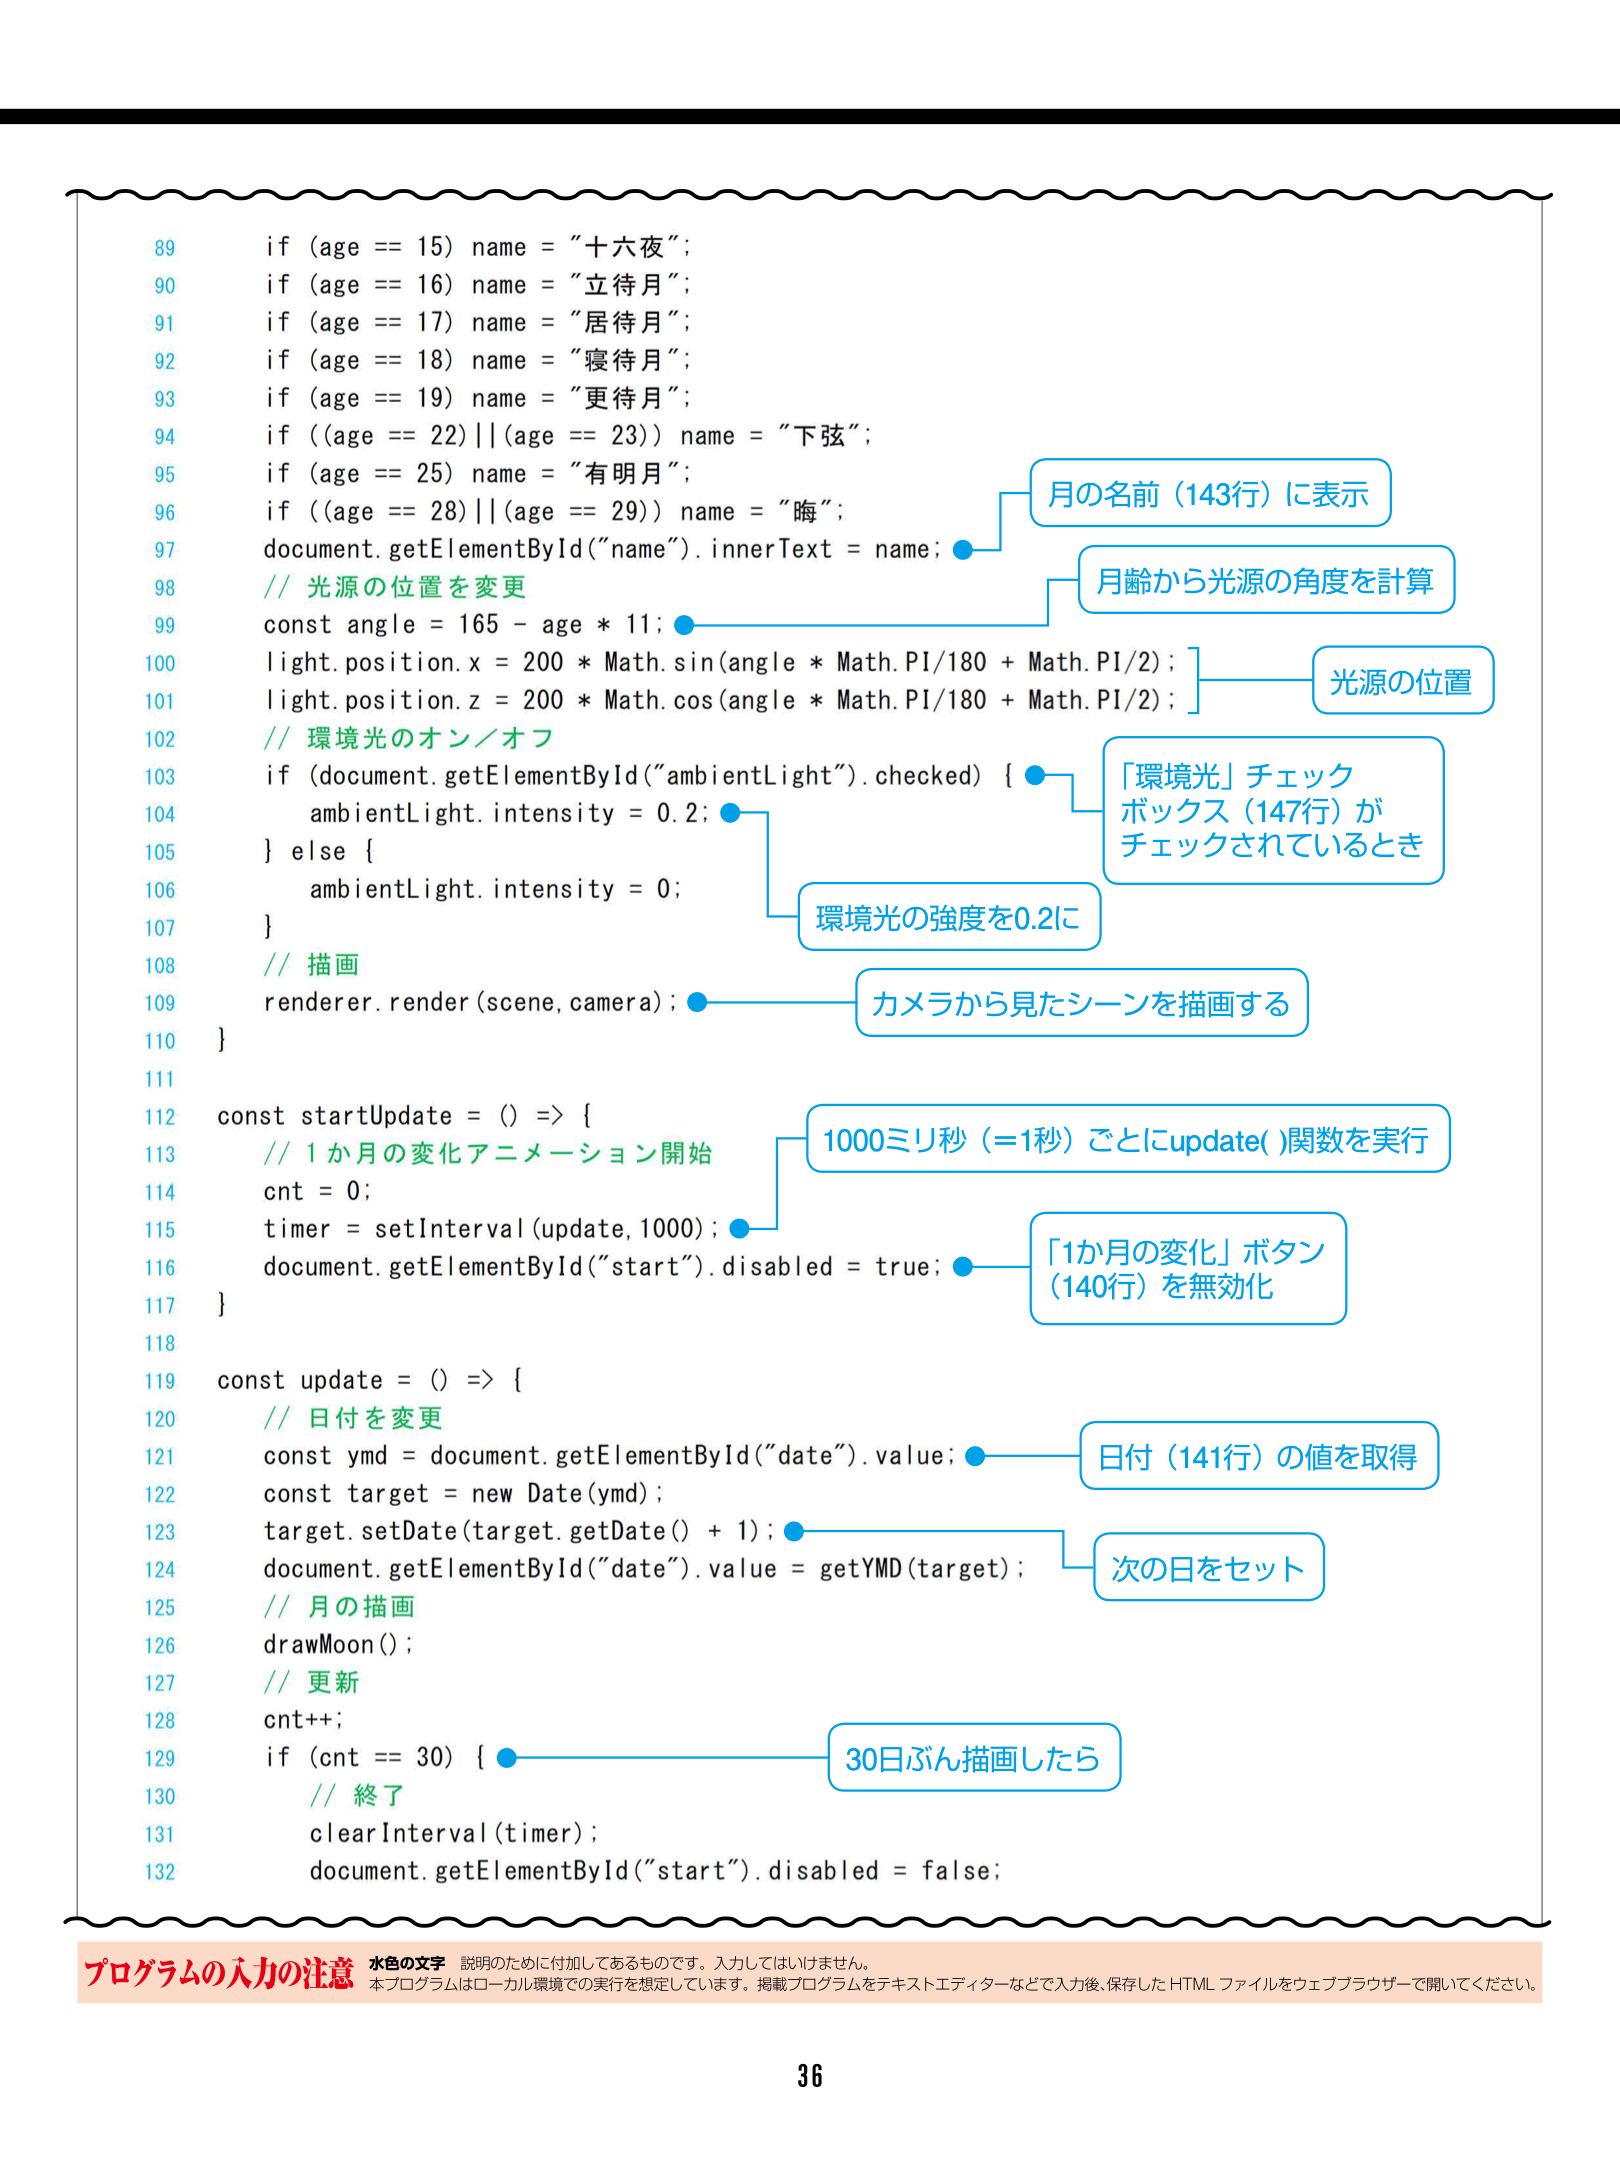 89 if (age == 15) name = "十六夜";
90 if (age == 16) name = "立待月";
91 if (age == 17) name = "居待月";
92 if (age == 18) name = "寝待月";
93 if (age == 19) name = "更待月";
94 if ((age == 22)||(age == 23)) name = "下弦";
95 if (age == 25) name = "有明月";
96 if ((age == 28)||(age == 29)) name = "晦";
月の名前（143行）に表示
97 document.getElementById("name").innerText = name;
98 // 光源の位置を変更
月齢から光源の角度を計算
99 const angle = 165 - age * 11;
100 light.position.x = 200 * Math.sin(angle * Math.PI/180 + Math.PI/2);
101 light.position.z = 200 * Math.cos(angle * Math.PI/180 + Math.PI/2);
光源の位置
102 // 環境光のオン／オフ
103 if (document.getElementById("ambientLight").checked) {
「環境光」チェック
ボックス（147行）が
チェックされているとき
104 ambientLight.intensity = 0.2;
105 } else {
106 ambientLight.intensity = 0;
環境光の強度を0.2に
107 }
108 // 描画
109 renderer.render(scene,camera);
カメラから見たシーンを描画する
110 }
111
112 const startUpdate = () => {
113 // １か月の変化アニメーション開始
1000ミリ秒（＝1秒）ごとにupdate( )関数を実行
114 cnt = 0;
115 timer = setInterval(update,1000);
116 document.getElementById("start").disabled = true;
「1か月の変化」ボタン
（140行）を無効化
117 }
118
119 const update = () => {
120 // 日付を変更
121 const ymd = document.getElementById("date").value;
日付（141行）の値を取得
122 const target = new Date(ymd);
123 target.setDate(target.getDate() + 1);
次の日をセット
124 document.getElementById("date").value = getYMD(target);
125 // 月の描画
126 drawMoon();
127 // 更新
128 cnt++;
129 if (cnt == 30) {
30日ぶん描画したら
130 // 終了
131 clearInterval(timer);
132 document.getElementById("start").disabled = false;
プログラムの入力の注意
水色の文字 説明のために付加してあるものです。入力してはいけません。
本プログラムはローカル環境での実行を想定しています。掲載プログラムをテキストエディターなどで入力後、保存した HTML ファイルをウェブブラウザーで開いてください。
36